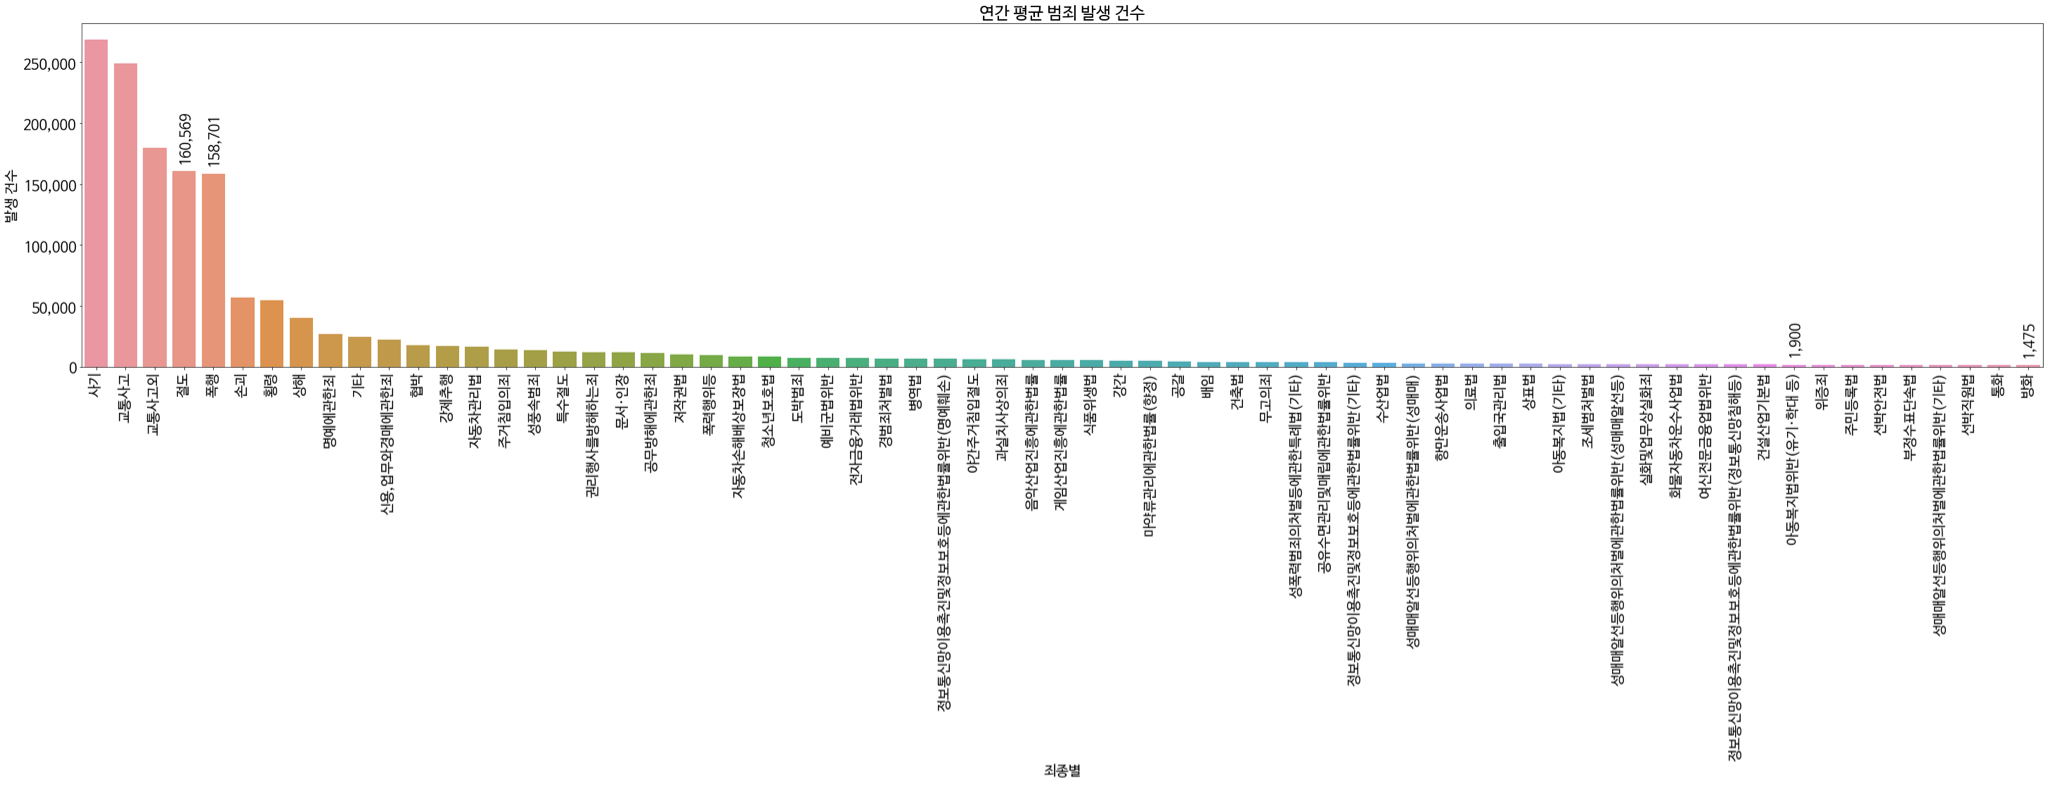 연간 평균 범죄 발생 건수
발생 건수
250,000
200,000
150,000
100,000
50,000
0
160,569
158,701
1,900
1,475
사기
교통사고
교통사고외
절도
폭행
손괴
횡령
상해
명예에관한죄
기타
신용,업무와경매에관한죄
협박
강제추행
자동차관리법
주거침입의죄
성풍속범죄
특수절도
권리행사를방해하는죄
문서·인장
공무방해에관한죄
저작권법
폭력행위등
자동차손해배상보장법
청소년보호법
도박범죄
예비군법위반
전자금융거래법위반
경범죄처벌법
병역법
정보통신망이용촉진및정보보호등에관한법률위반(명예훼손)
야간주거침입절도
과실치사상의죄
음악산업진흥에관한법률
게임산업진흥에관한법률
식품위생법
강간
마약류관리에관한법률(향정)
공갈
배임
건축법
무고의죄
성폭력범죄의처벌등에관한특례법(기타)
공유수면관리및매립에관한법률위반
정보통신망이용촉진및정보보호등에관한법률위반(기타)
수산업법
성매매알선등행위의처벌에관한법률위반(성매매)
항만운송사업법
의료법
출입국관리법
상표법
아동복지법(기타)
조세범처벌법
성매매알선등행위의처벌에관한법률위반(성매매알선등)
실화및업무상실화죄
화물자동차운수사업법
여신전문금융업법위반
정보통신망이용촉진및정보보호등에관한법률위반(정보통신망침해등)
건설산업기본법
아동복지법위반(유기·학대 등)
위증죄
주민등록법
선박안전법
부정수표단속법
성매매알선등행위의처벌에관한법률위반(기타)
선박직원법
통화
방화
죄종별